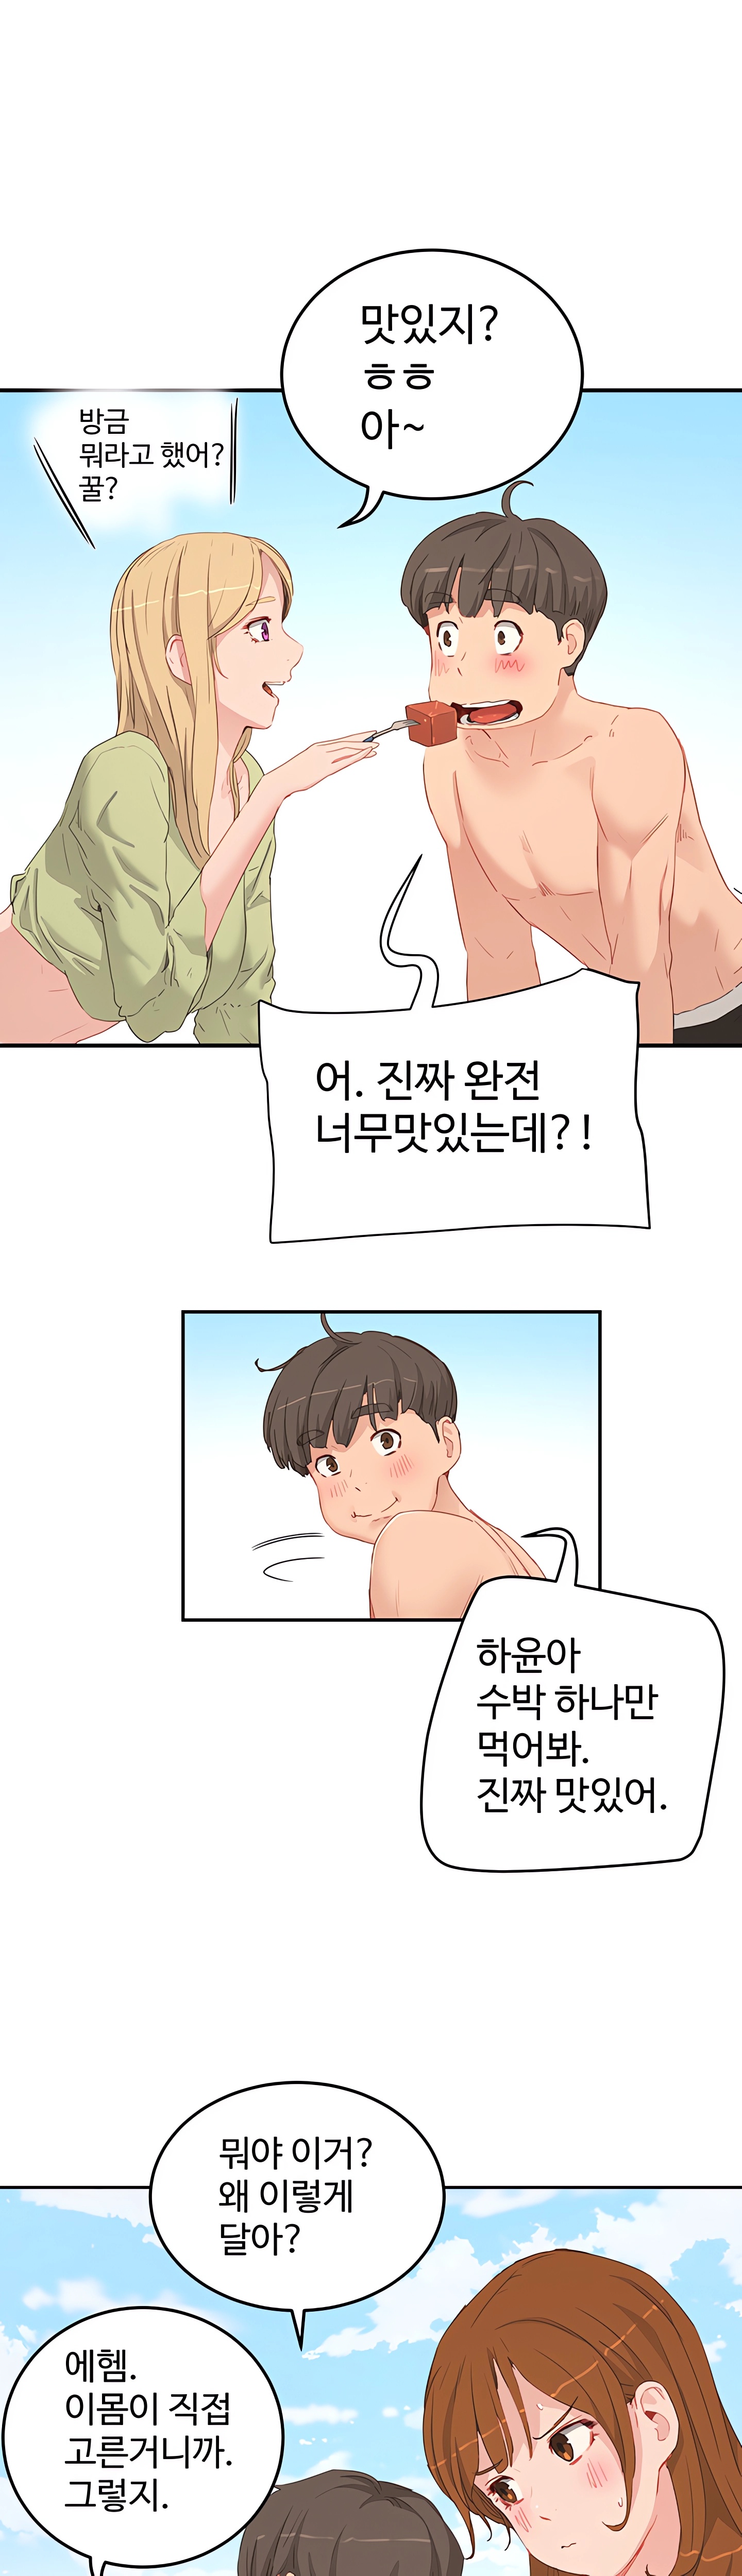 맛있지?
ㅎㅎ
아~
방금
뭐라고 했어?
꿀?
어. 진짜 완전
너무맛있는데?!
하윤아
수박 하나만
먹어봐.
진짜 맛있어.
뭐야 이거?
왜 이렇게
달아?
에헴.
이몸이 직접
고른거니까.
그렇지.